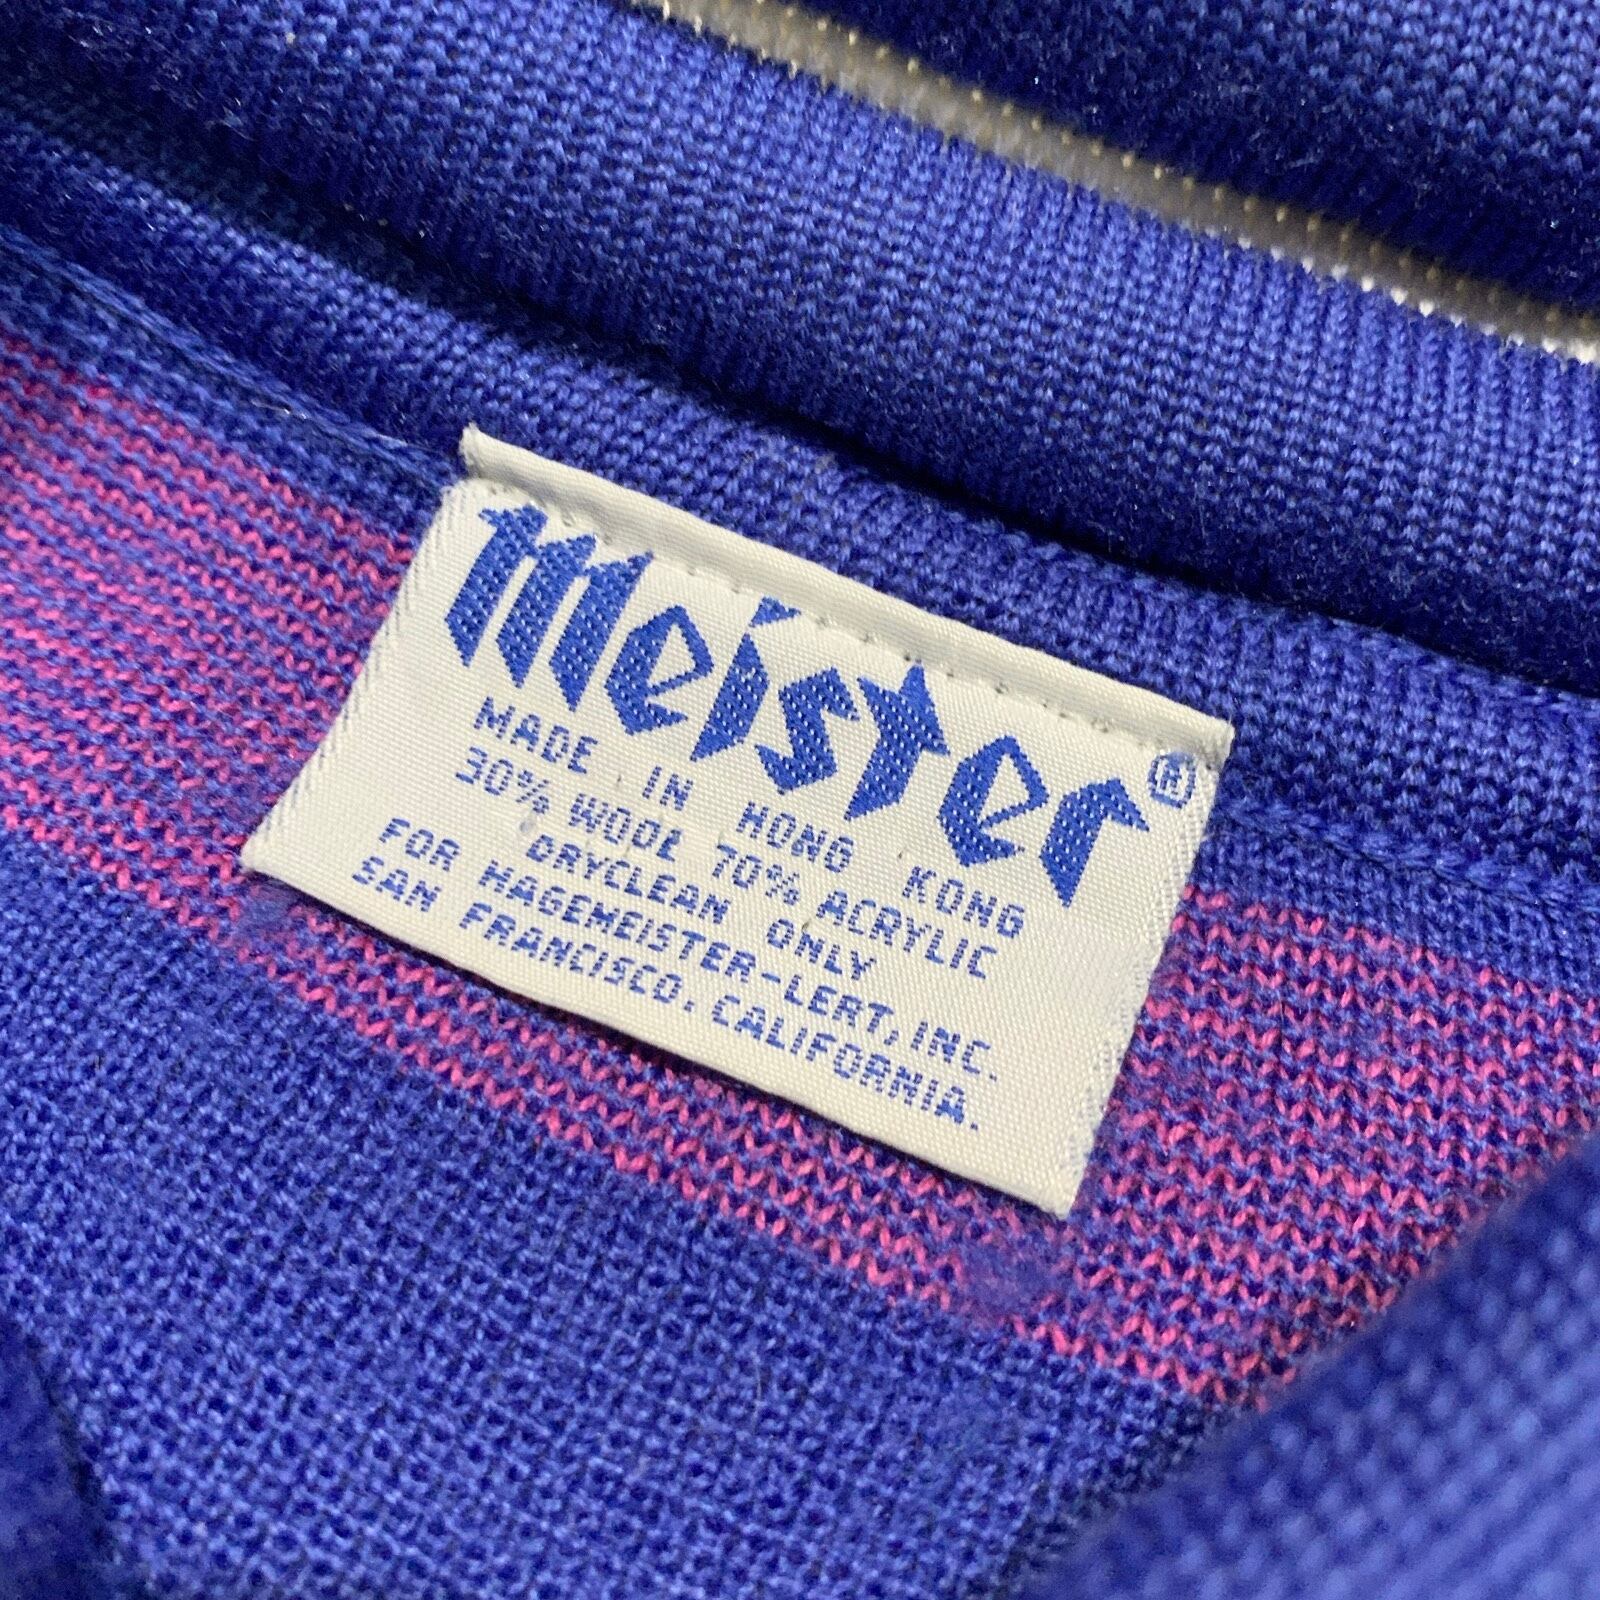 Meister®
MADE IN HONG KONG
30% WOOL 70% ACRYLIC
DRYCLEAN ONLY
FOR HAGEMEISTER-LERT, INC.
SAN FRANCISCO. CALIFORNIA.